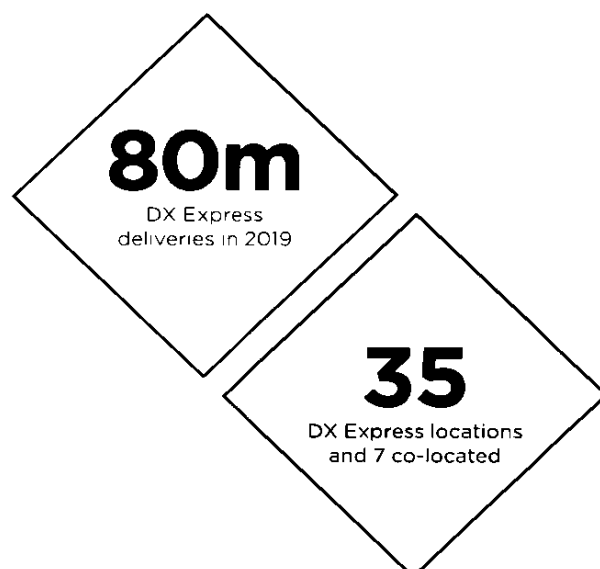 80m
DX Express
deliveries in 2019
35
DX Express locations
and 7 co-located